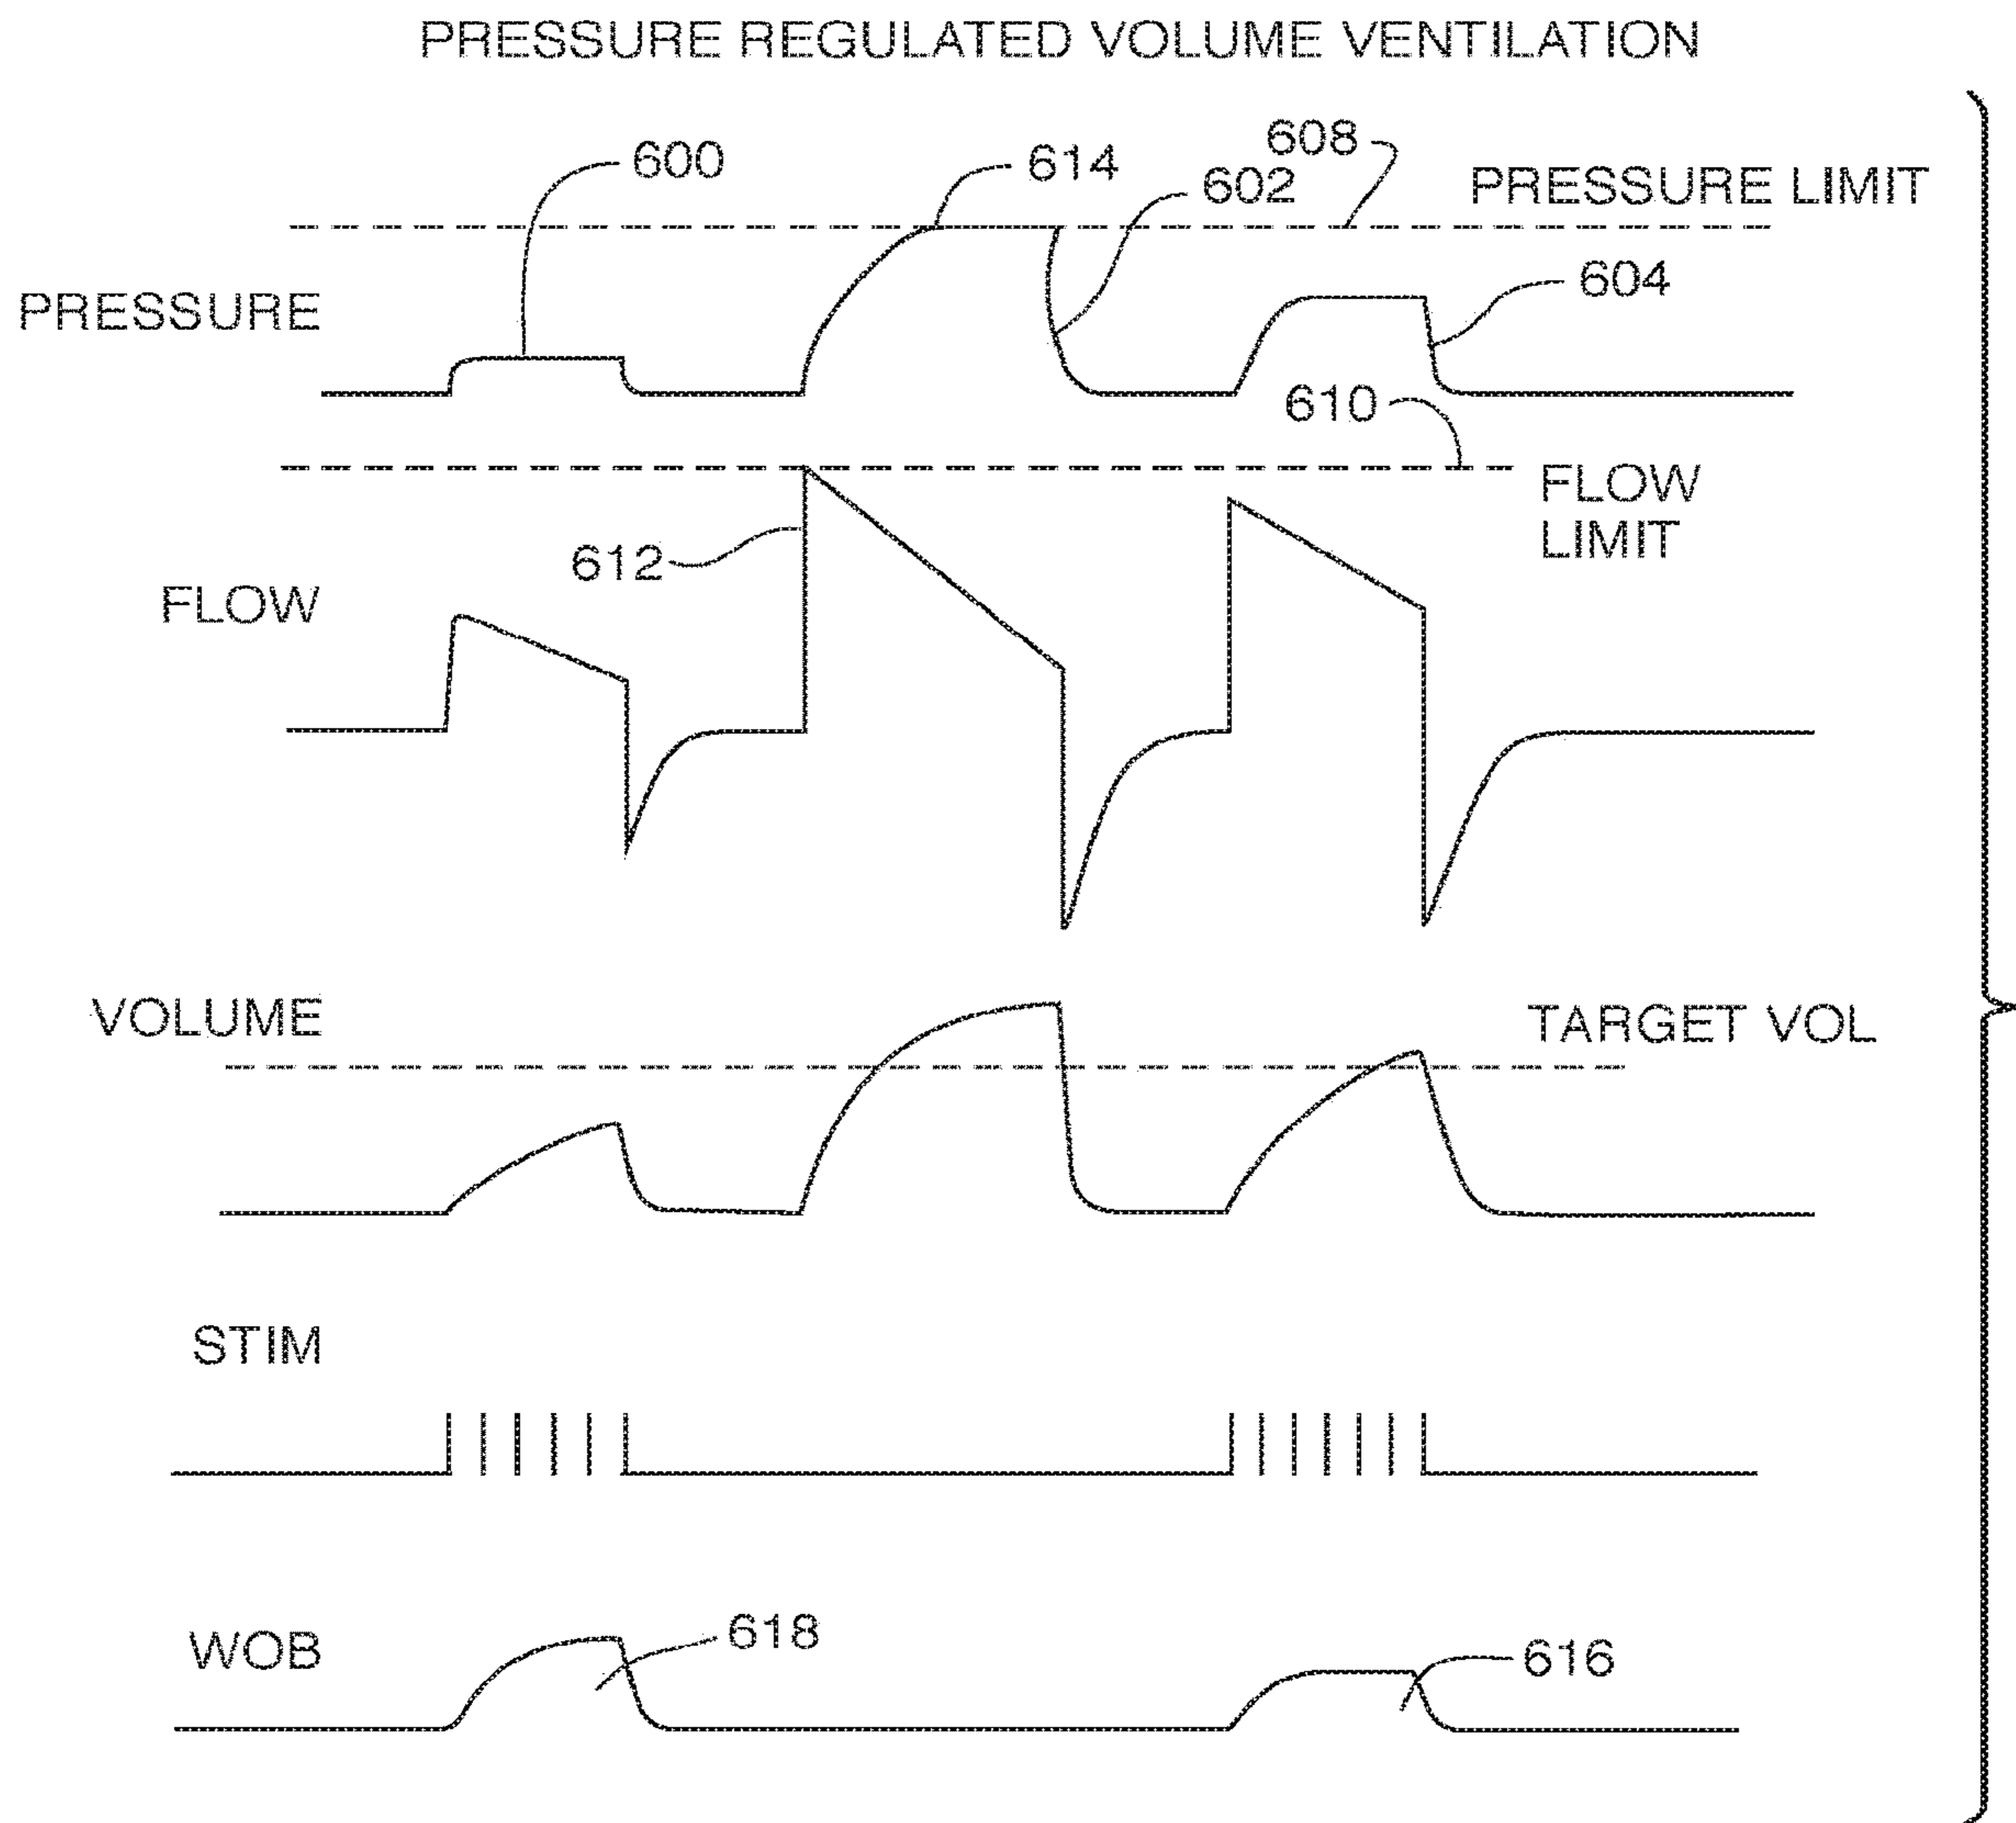 PRESSURE REGULATED VOLUME VENTILATION
600
614
602
608
PRESSURE LIMIT
PRESSURE
604
610
FLOW
LIMIT
612
FLOW
VOLUME
TARGET VOL
STIM
WOB
618
616